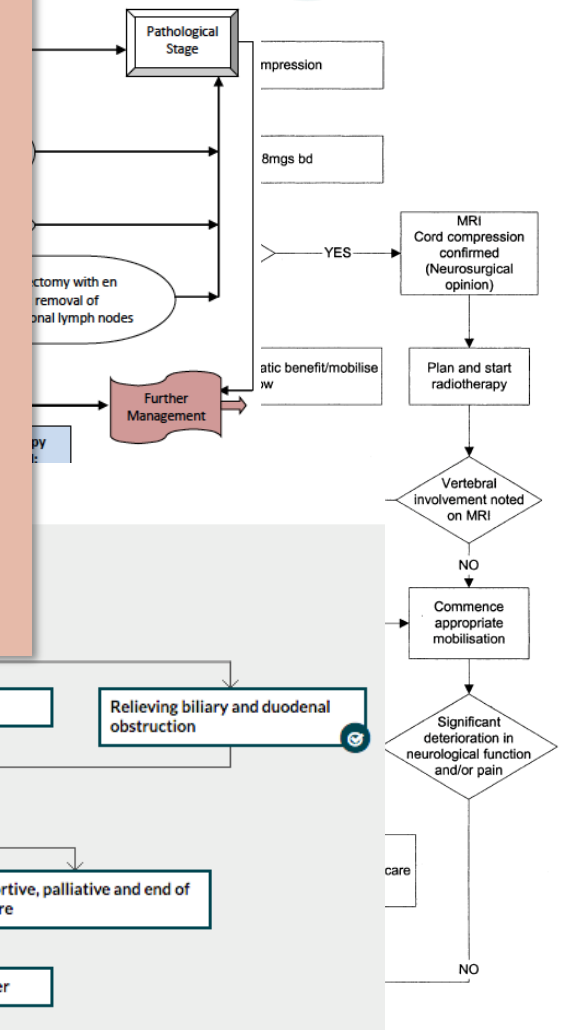 Pathological
Stage
mpression
8mgs bd
YES
MRI
Cord compression
confirmed
(Neurosurgical
opinion)
ectomy with en
removal of
onal lymph nodes
atic benefit/mobilise
ow
Plan and start
radiotherapy
Further
Management
py
l:
Vertebral
involvement noted
on MRI
NO
Commence
appropriate
mobilisation
Relieving biliary and duodenal
obstruction
Significant
deterioration in
neurological function
and/or pain
care
rtive, palliative and end of
re
NO
er